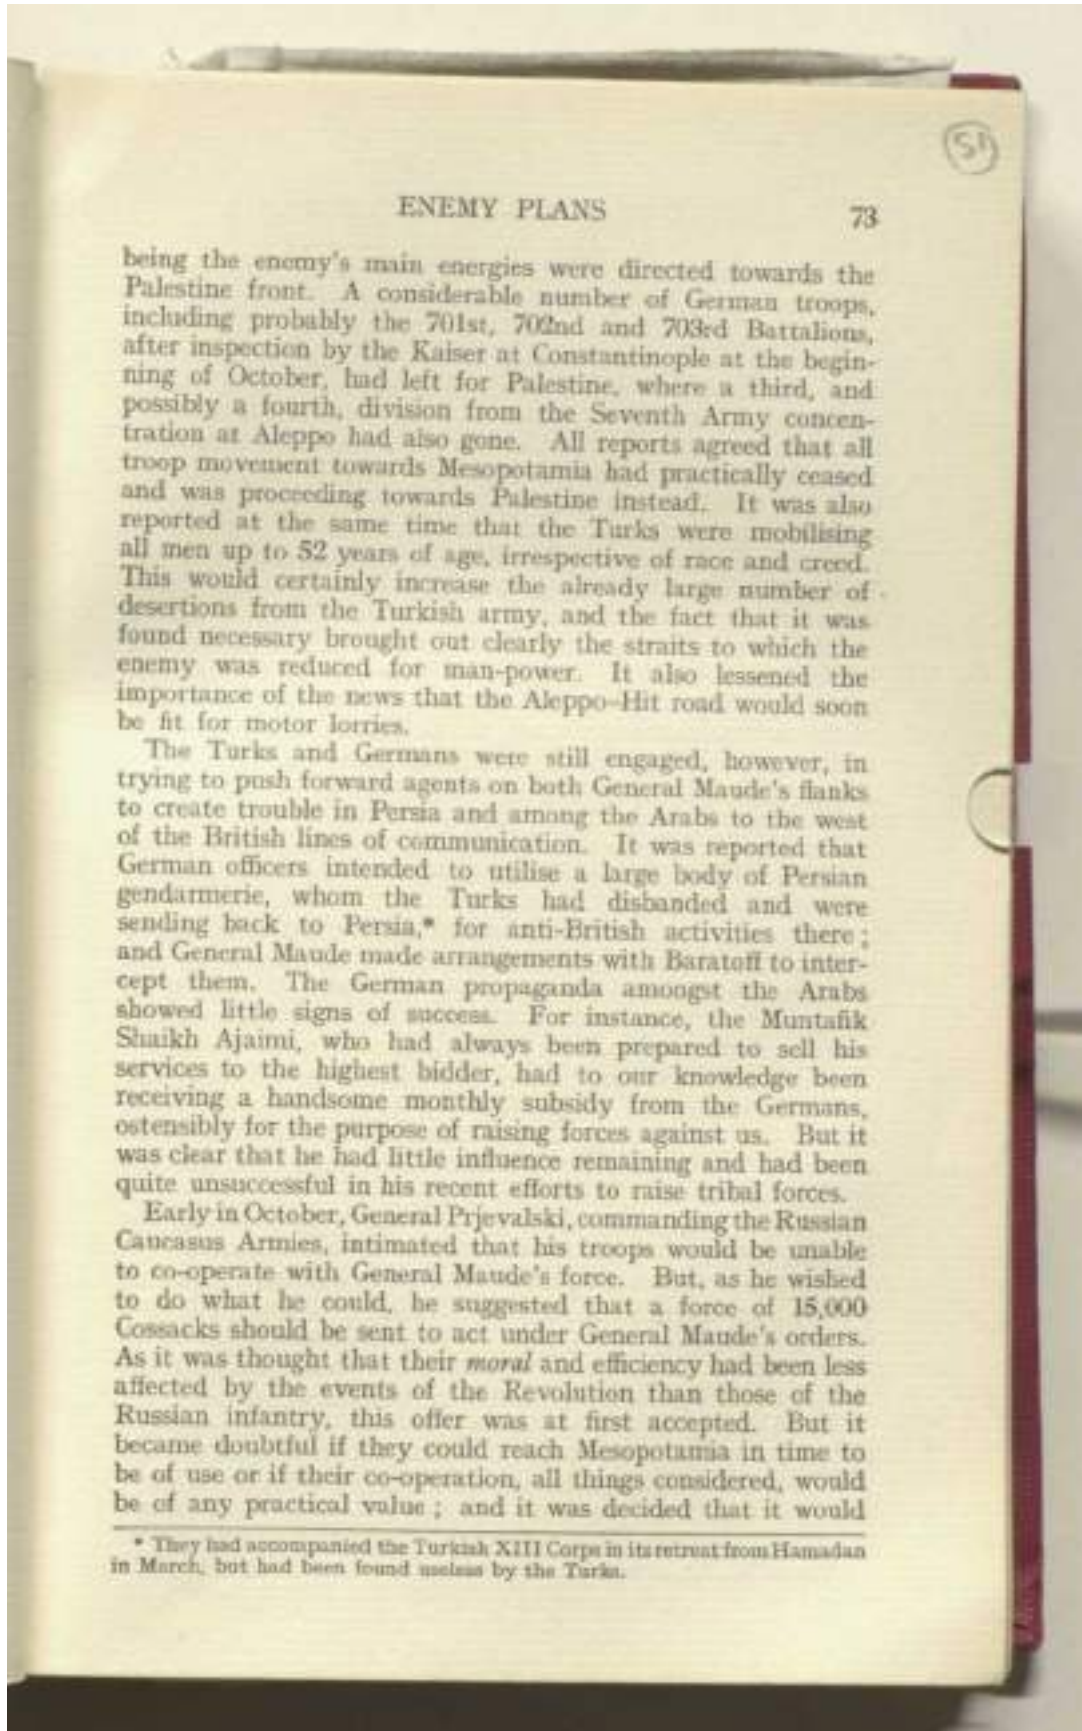 51
ENEMY PLANS 73
being the enemy's main energies were directed towards the
Palestine front. A considerable number of German troops,
including probably the 701st, 702nd and 703rd Battalions,
after inspection by the Kaiser at Constantinople at the begin-
ning of October, had left for Palestine, where a third, and
possibly a fourth, division from the Seventh Army concen-
tration at Aleppo had also gone. All reports agreed that all
troop movement towards Mesopotamia had practically ceased
and was proceeding towards Palestine instead. It was also
reported at the same time that the Turks were mobilising
all men up to 52 years of age, irrespective of race and creed.
This would certainly increase the already large number of
desertions from the Turkish army, and the fact that it was
found necessary brought out clearly the straits to which the
enemy was reduced for man-power. It also lessened the
importance of the news that the Aleppo–Hit road would soon
be fit for motor lorries.
The Turks and Germans were still engaged, however, in
trying to push forward agents on both General Maude's flanks
to create trouble in Persia and among the Arabs to the west
of the British lines of communication. It was reported that
German officers intended to utilise a large body of Persian
gendarmerie, whom the Turks had disbanded and were
sending back to Persia,* for anti-British activities there;
and General Maude made arrangements with Baratoff to inter-
cept them. The German propaganda amongst the Arabs
showed little signs of success. For instance, the Muntafik
Shaikh Ajaimi, who had always been prepared to sell his
services to the highest bidder, had to our knowledge been
receiving a handsome monthly subsidy from the Germans,
ostensibly for the purpose of raising forces against us. But it
was clear that he had little influence remaining and had been
quite unsuccessful in his recent efforts to raise tribal forces.
Early in October, General Prjevalski, commanding the Russian
Caucasus Armies, intimated that his troops would be unable
to co-operate with General Maude's force. But, as he wished
to do what he could, he suggested that a force of 15,000
Cossacks should be sent to act under General Maude's orders.
As it was thought that their moral and efficiency had been less
affected by the events of the Revolution than those of the
Russian infantry, this offer was at first accepted. But it
became doubtful if they could reach Mesopotamia in time to
be of use or if their co-operation, all things considered, would
be of any practical value; and it was decided that it would
* They had accompanied the Turkish XIII Corps in its retreat from Hamadan
in March, but had been found useless by the Turks.